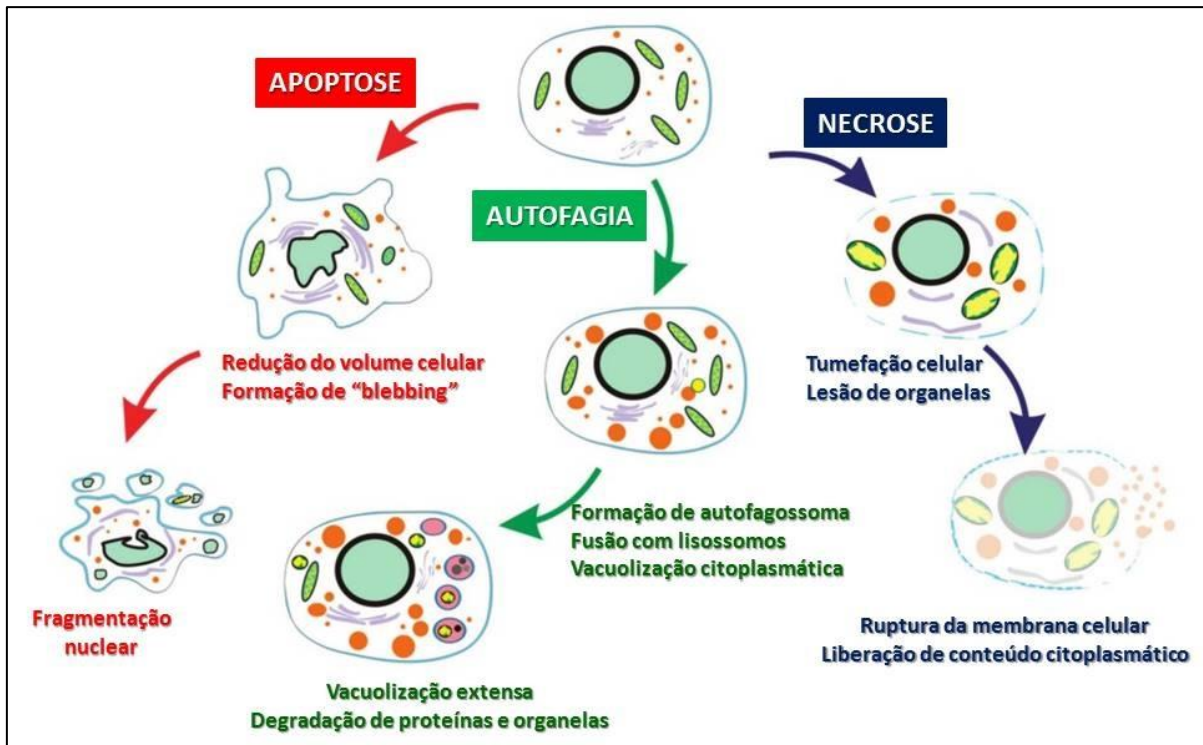 APOPTOSE
NECROSE
AUTOFAGIA
Redução do volume celular
Formação de “blebbing”
Tumefação celular
Lesão de organelas
Formação de autofagossoma
Fusão com lisossomos
Vacuolização citoplasmática
Fragmentação
nuclear
Ruptura da membrana celular
Liberação de conteúdo citoplasmático
Vacuolização extensa
Degradação de proteínas e organelas